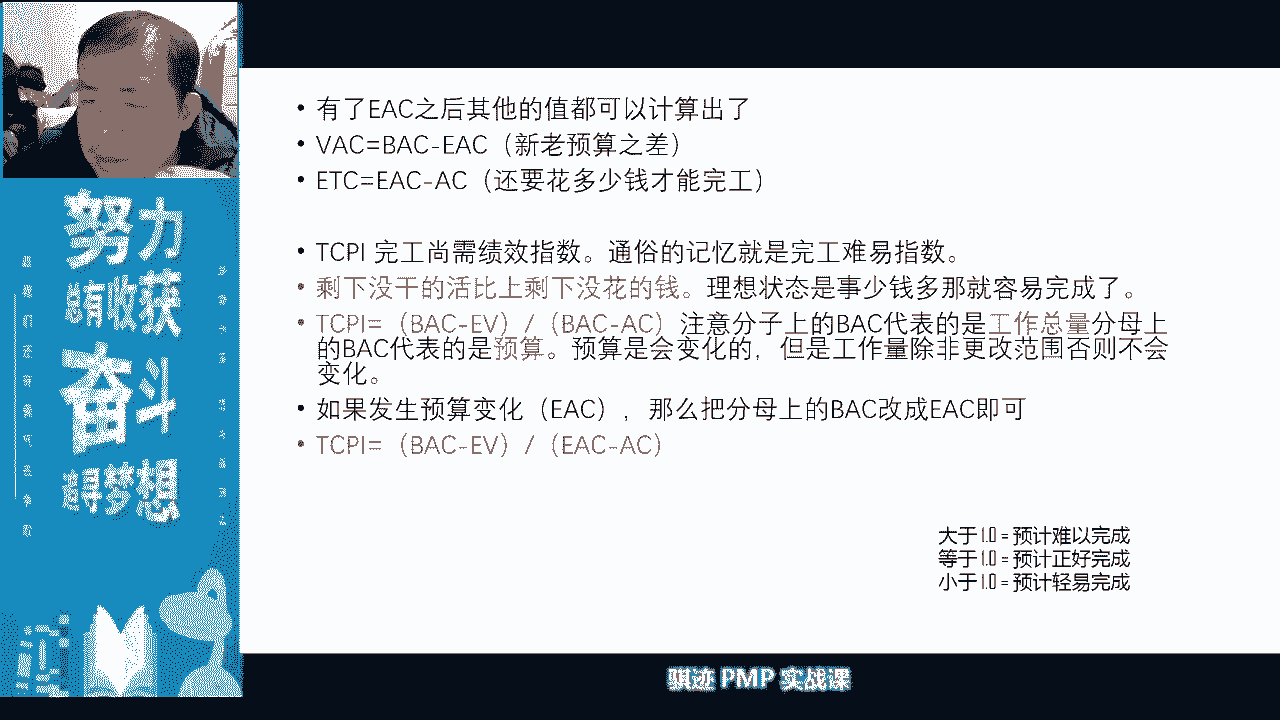 • 有了EAC之后其他的值都可以计算出了
• VAC=BAC-EAC（新老预算之差）
• ETC=EAC-AC（还要花多少钱才能完工）
• TCPI 完工尚需绩效指数。通俗的记忆就是完工难易指数。
• 剩下没干的活比上剩下没花的钱。理想状态是事少钱多那就容易完成了。
• TCPI=（BAC-EV）/（BAC-AC）注意分子上的BAC代表的是工作总量分母上
的BAC代表的是预算。预算是会变化的，但是工作量除非更改范围否则不会
变化。
• 如果发生预算变化（EAC），那么把分母上的BAC改成EAC即可
• TCPI=（BAC-EV）/（EAC-AC）
大于1.0 = 预计难以完成
等于1.0 = 预计正好完成
小于1.0 = 预计轻易完成
努力
总有收获
奋斗
追寻梦想
骐迹 PMP 实战课